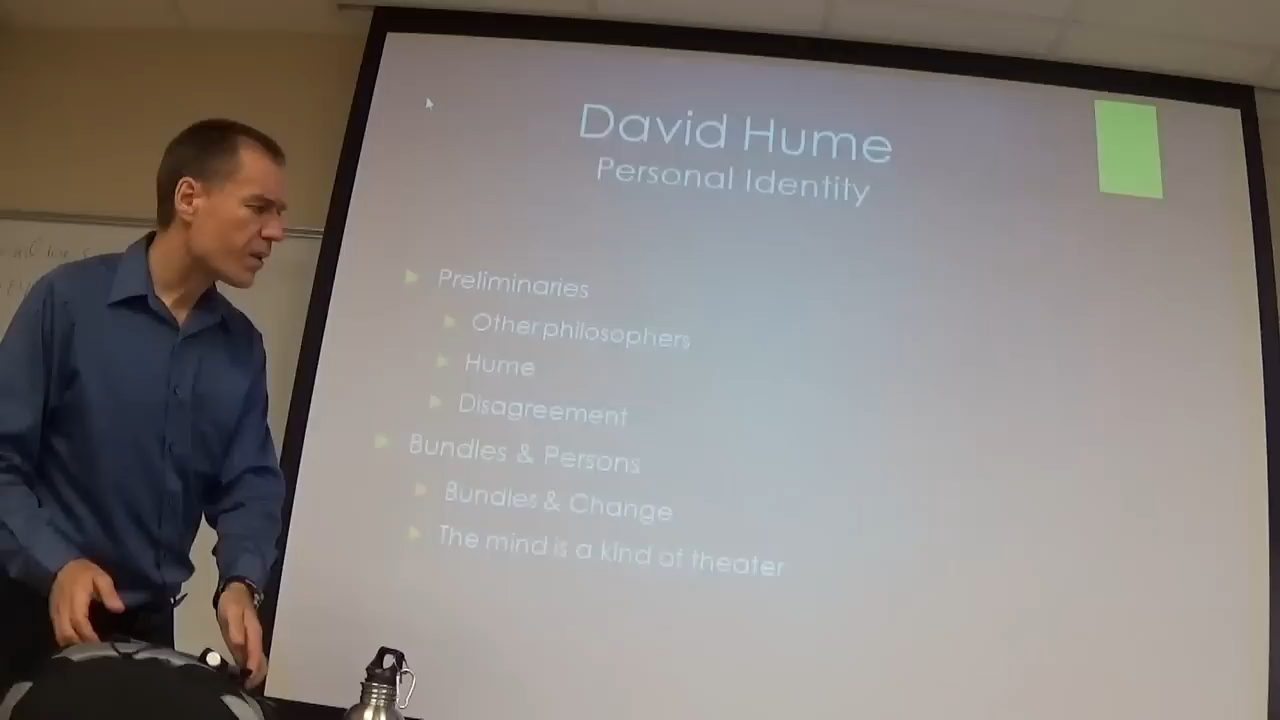 David Hume
Personal Identity
Preliminaries
Other philosophers
Hume
Disagreement
Bundles & Persons
Bundles & Change
The mind is a kind of theater